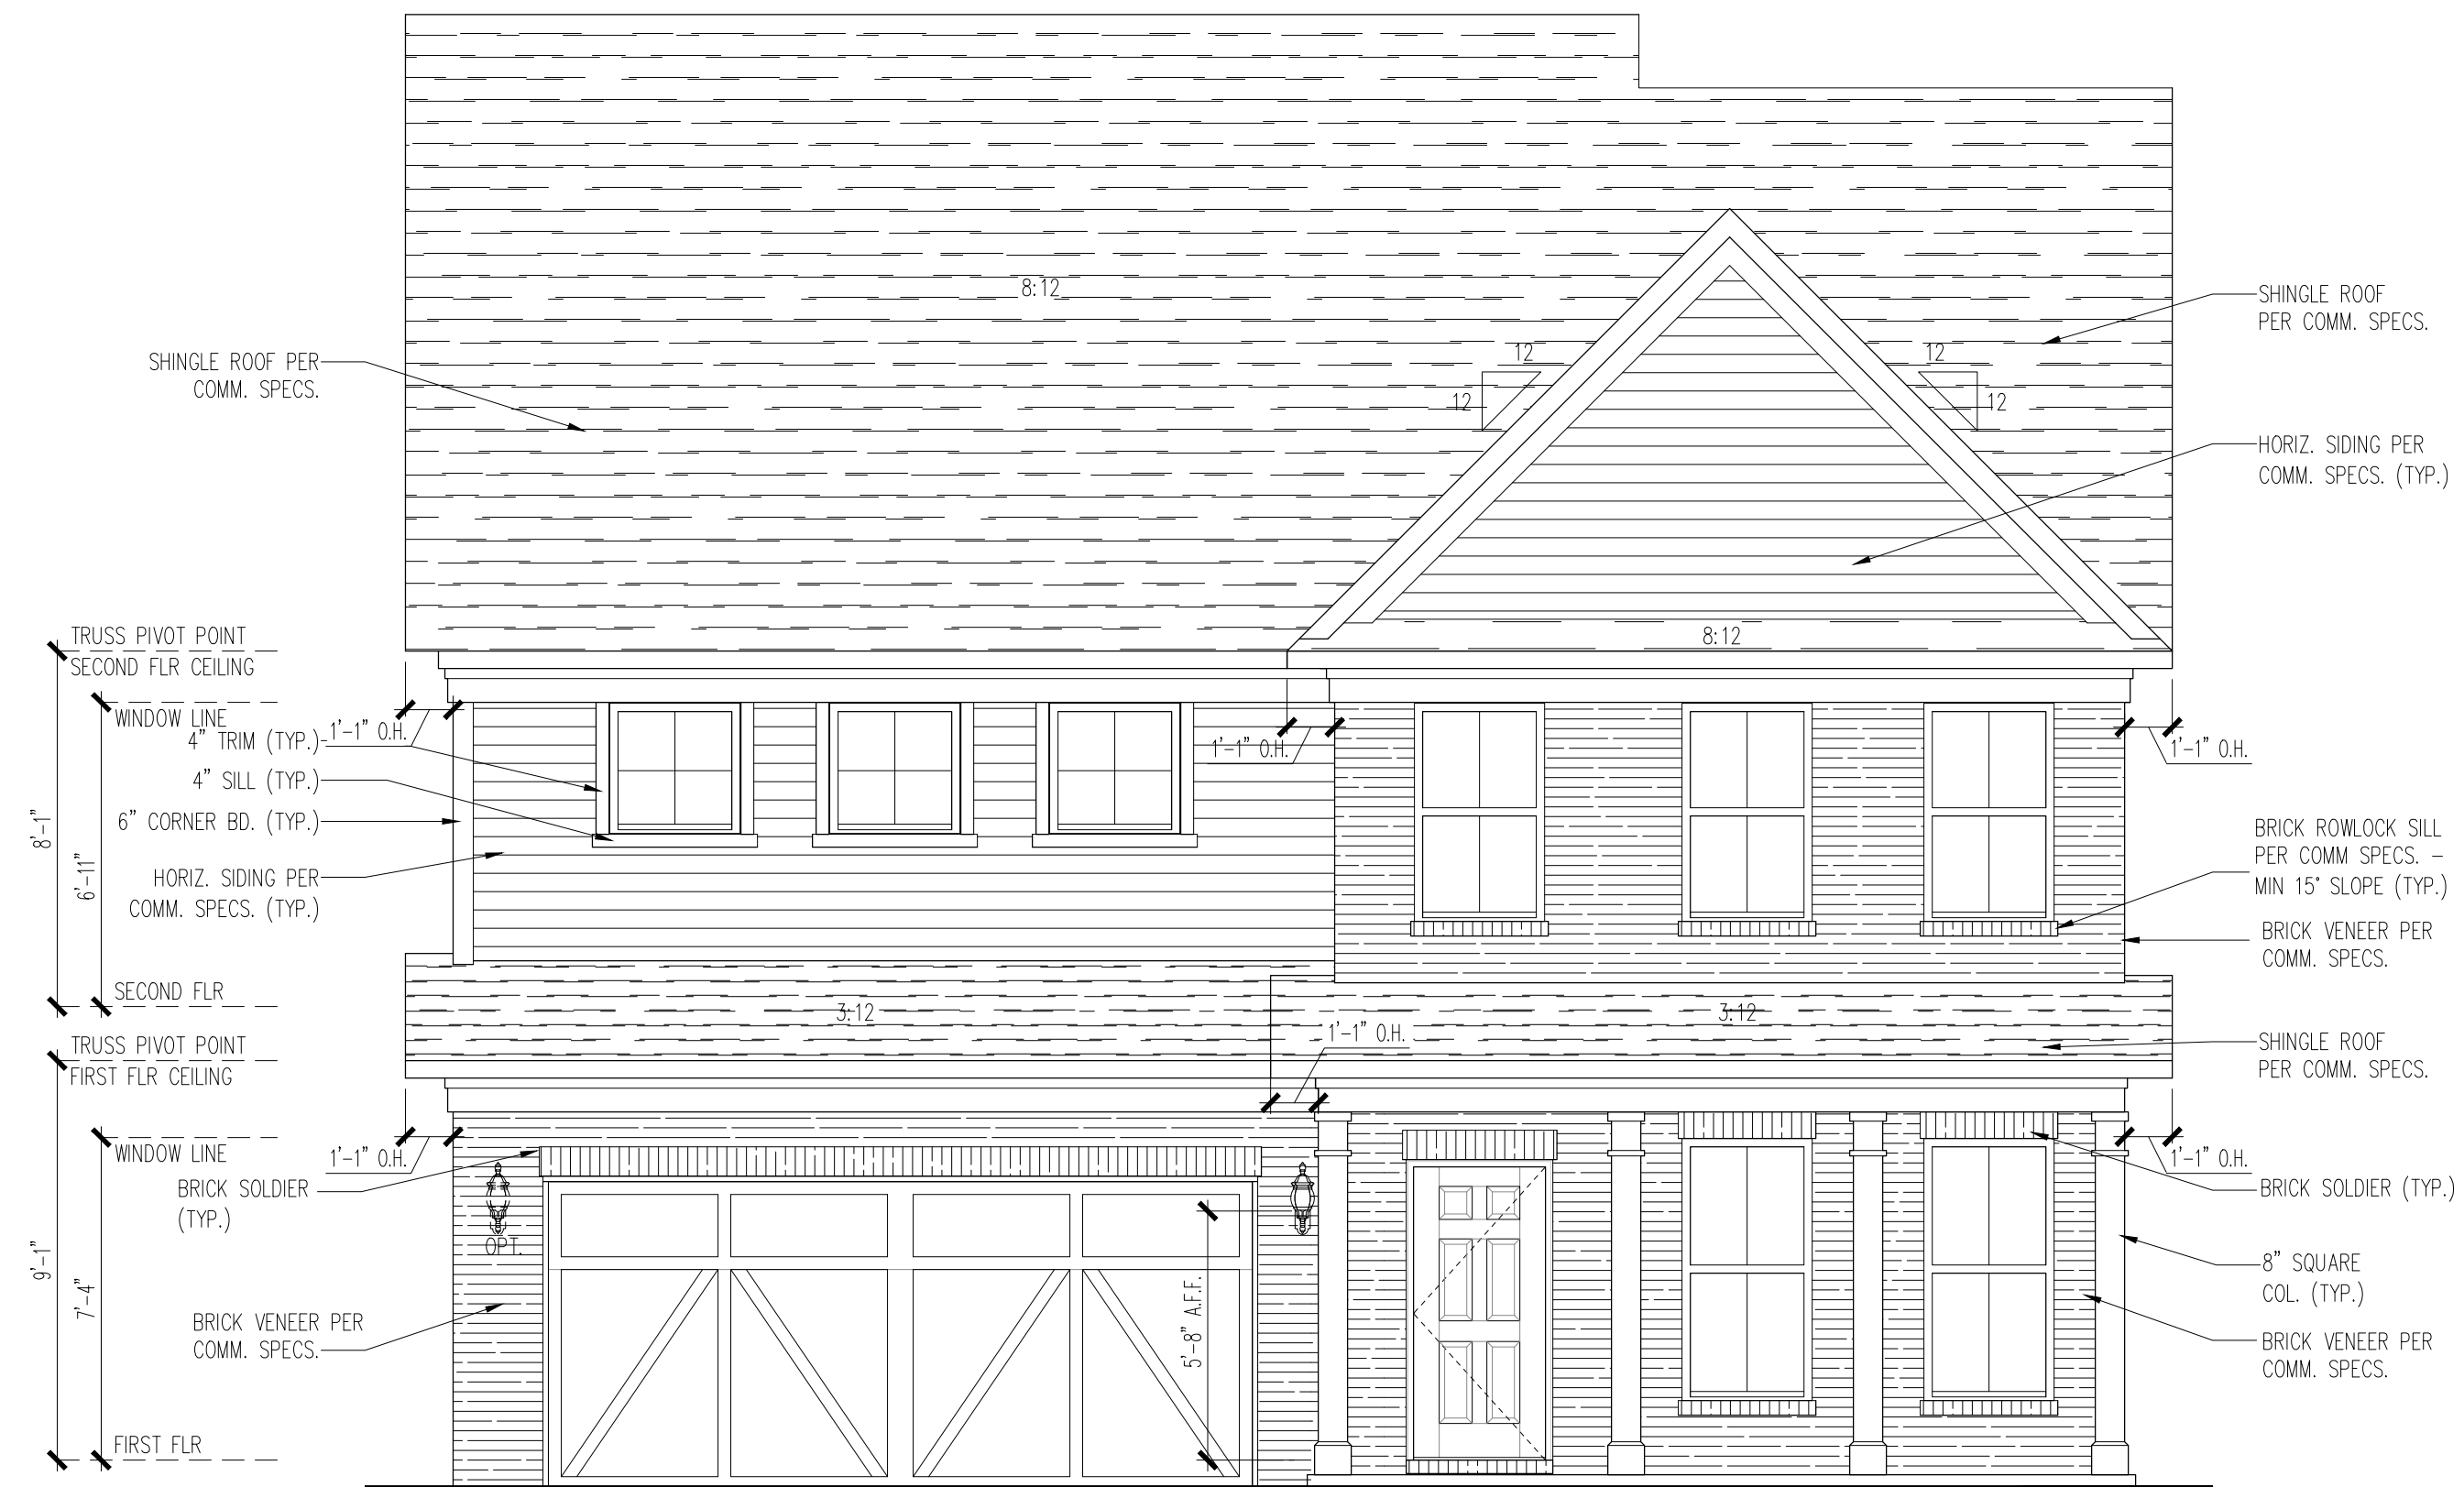 8:12
SHINGLE ROOF
PER COMM. SPECS.
12
12
12
12
SHINGLE ROOF PER
COMM. SPECS.
HORIZ. SIDING PER
COMM. SPECS. (TYP.)
8:12
TRUSS PIVOT POINT
SECOND FLR CEILING
WINDOW LINE
1'-1" O.H.
4" TRIM (TYP.)
1'-1" O.H.
1'-1" O.H.
4" SILL (TYP.)
6" CORNER BD. (TYP.)
8'-1"
6'-11"
HORIZ. SIDING PER
COMM. SPECS. (TYP.)
BRICK ROWLOCK SILL
PER COMM SPECS. –
MIN 15° SLOPE (TYP.)
BRICK VENEER PER
COMM. SPECS.
SECOND FLR
3:12
3:12
TRUSS PIVOT POINT
FIRST FLR CEILING
1'-1" O.H.
SHINGLE ROOF
PER COMM. SPECS.
WINDOW LINE
1'-1" O.H.
1'-1" O.H.
BRICK SOLDIER
(TYP.)
BRICK SOLDIER (TYP.)
OPT.
9'-1"
7'-4"
5'-8" A.F.F.
8" SQUARE
COL. (TYP.)
BRICK VENEER PER
COMM. SPECS.
BRICK VENEER PER
COMM. SPECS.
FIRST FLR